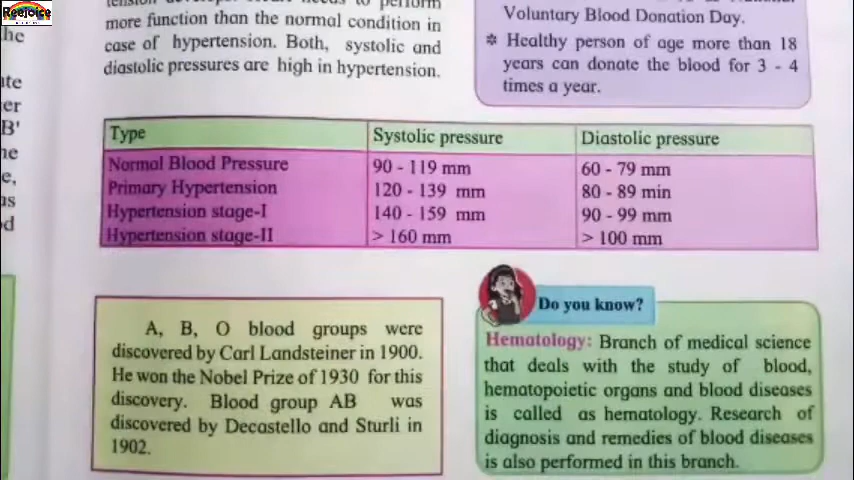 Reejoice
the
ate
er
B'
he
e,
as
d
more function than the normal condition in
case of hypertension. Both, systolic and
diastolic pressures are high in hypertension.
Voluntary Blood Donation Day.
* Healthy person of age more than 18
years can donate the blood for 3 - 4
times a year.
Type Systolic pressure Diastolic pressure
Normal Blood Pressure 90 - 119 mm 60 - 79 mm
Primary Hypertension 120 - 139 mm 80 - 89 min
Hypertension stage-I 140 - 159 mm 90 - 99 mm
Hypertension stage-II > 160 mm > 100 mm
A, B, O blood groups were
discovered by Carl Landsteiner in 1900.
He won the Nobel Prize of 1930 for this
discovery. Blood group AB was
discovered by Decastello and Sturli in
1902.
Do you know?
Hematology: Branch of medical science
that deals with the study of blood,
hematopoietic organs and blood diseases
is called as hematology. Research of
diagnosis and remedies of blood diseases
is also performed in this branch.